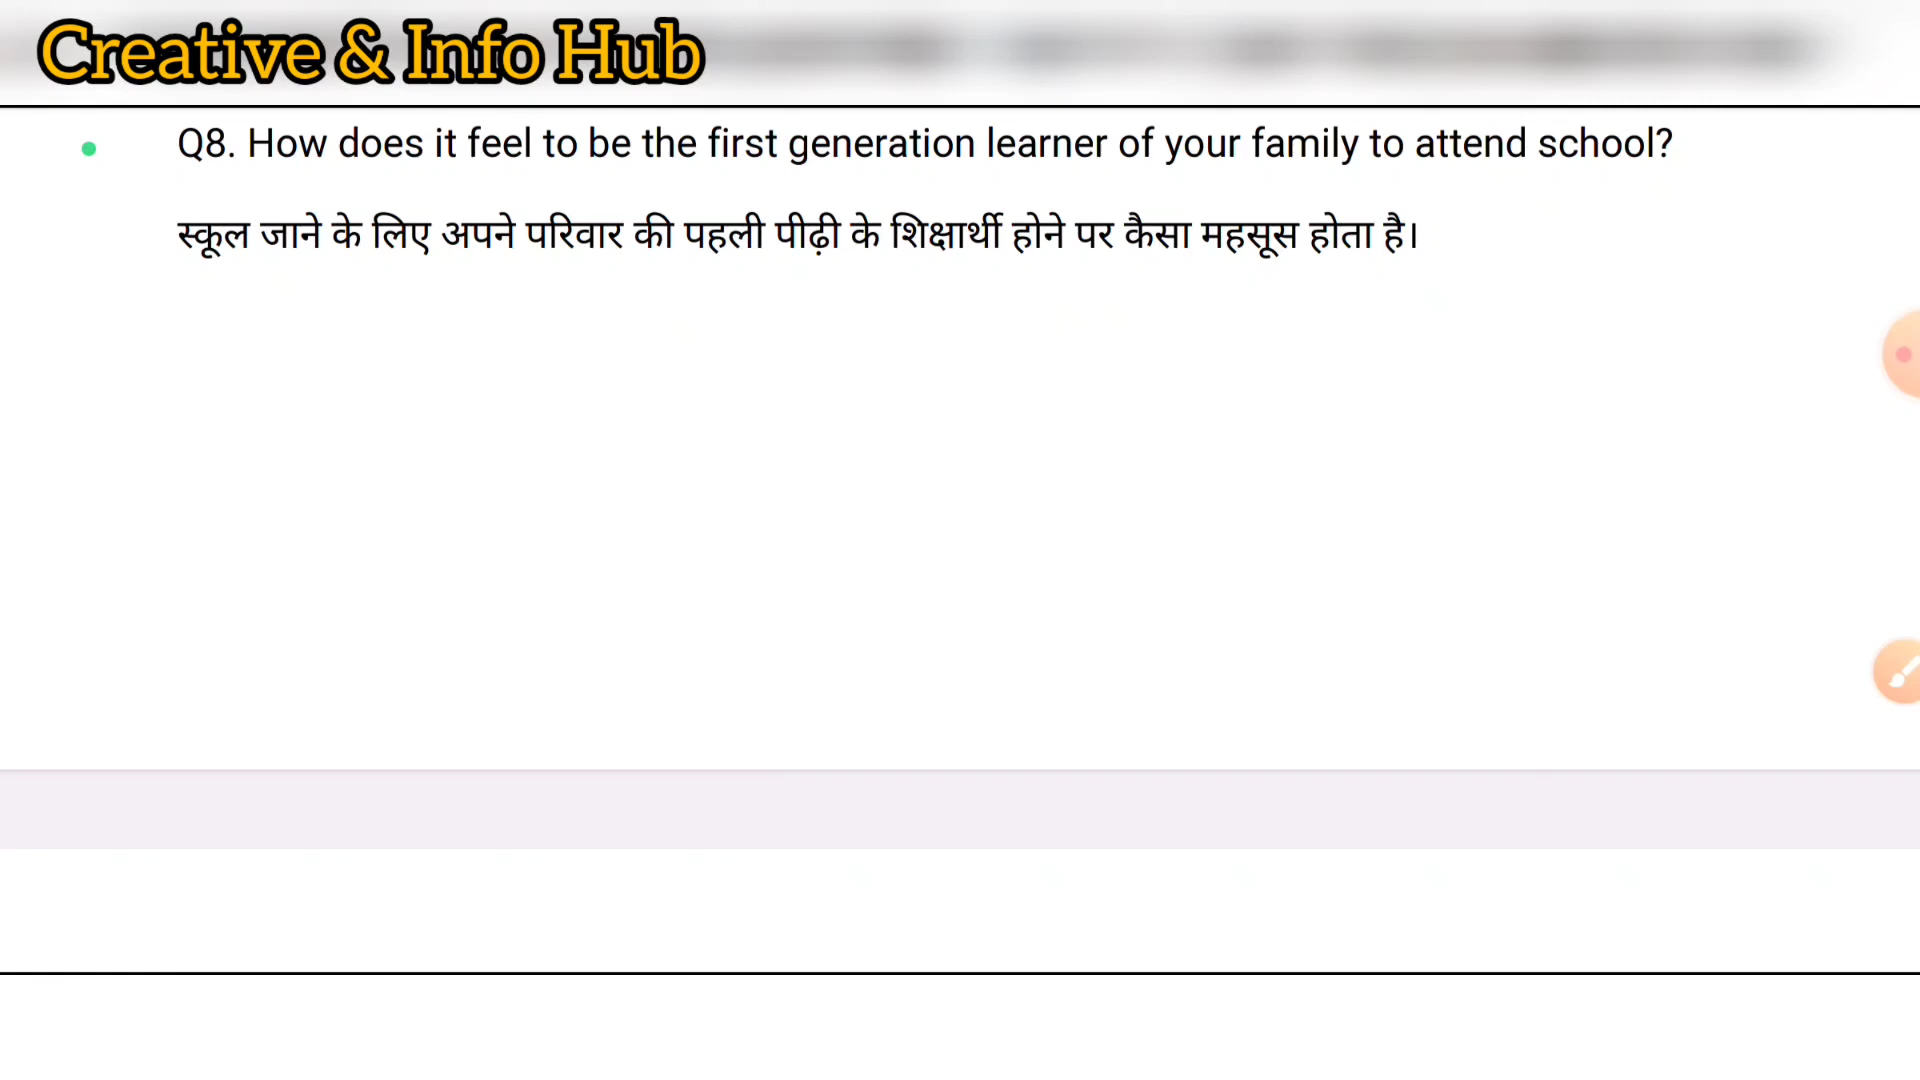 Creative & Info Hub
Q8. How does it feel to be the first generation learner of your family to attend school?
स्कूल जाने के लिए अपने परिवार की पहली पीढ़ी के शिक्षार्थी होने पर कैसा महसूस होता है।